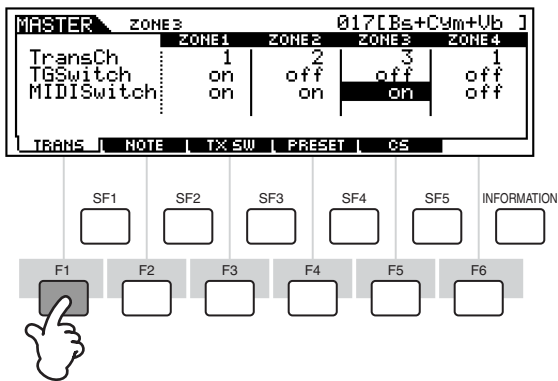 MASTER ZONE3 017[Bs+Cym+Vb ]
ZONE1 ZONE2 ZONE3 ZONE4
TransCh 1 2 3 1
TGSwitch on off off off
MIDISwitch on on on off
TRANS NOTE TX SW PRESET CS
SF1 SF2 SF3 SF4 SF5 INFORMATION
F1 F2 F3 F4 F5 F6